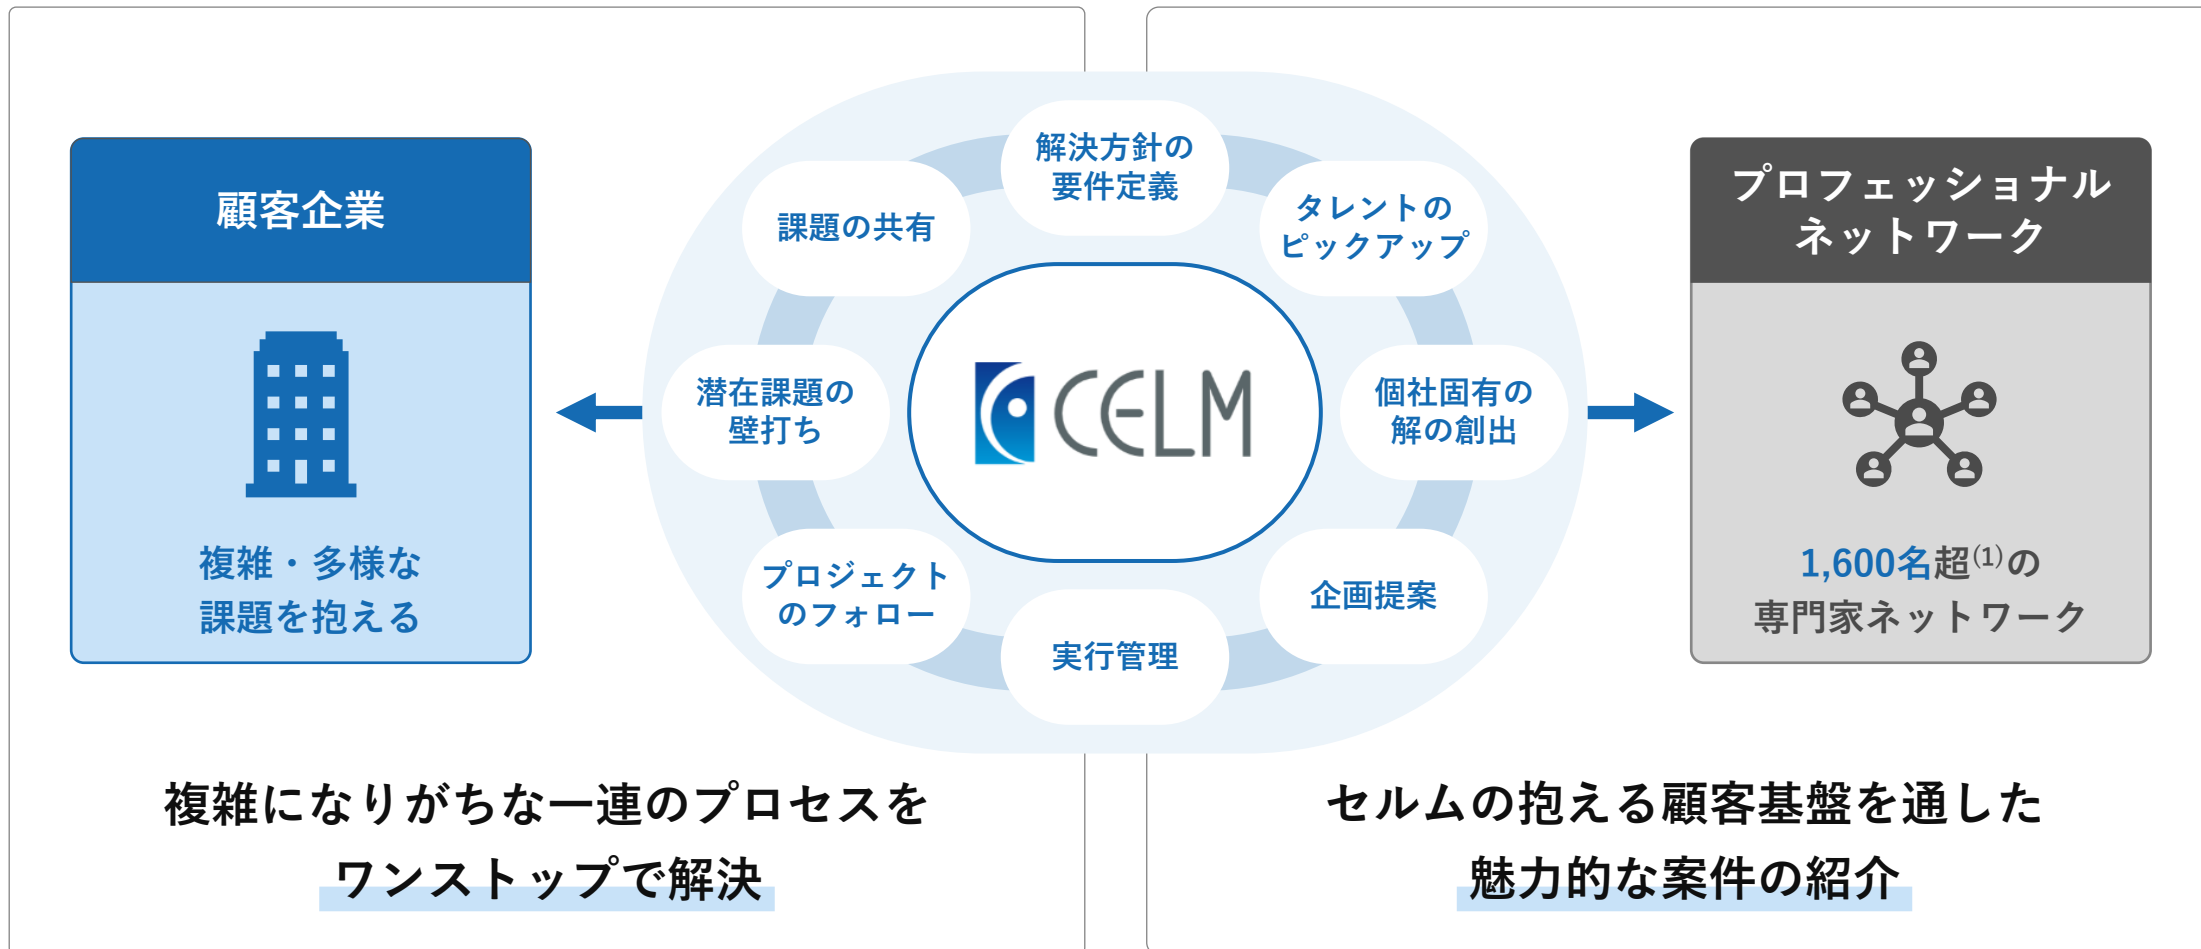 顧客企業
複雑・多様な
課題を抱える
複雑になりがちな一連のプロセスを
ワンストップで解決
解決方針の
要件定義
タレントの
ピックアップ
個社固有の
解の創出
企画提案
実行管理
プロジェクト
のフォロー
潜在課題の
壁打ち
課題の共有
CELM
プロフェッショナル
ネットワーク
1,600名超(1)の
専門家ネットワーク
セルムの抱える顧客基盤を通した
魅力的な案件の紹介